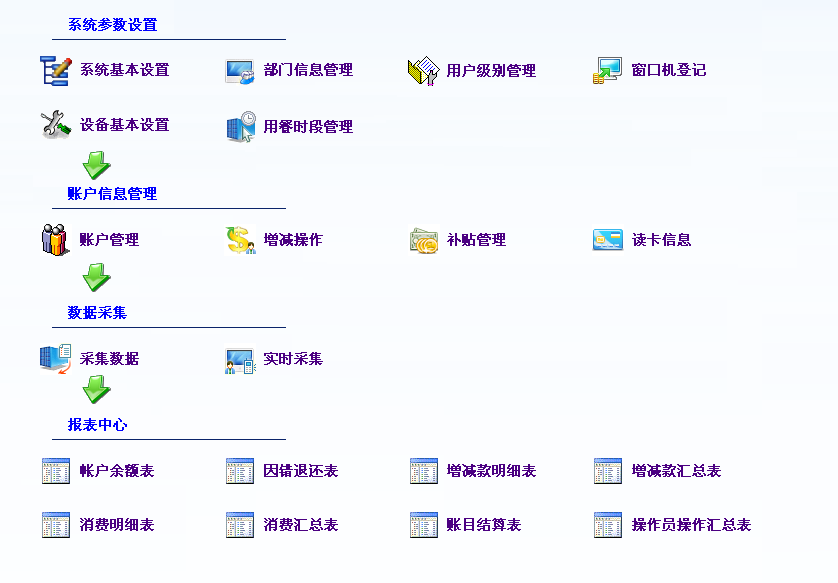 系统参数设置
系统基本设置 部门信息管理 用户级别管理 窗口机登记
设备基本设置 用餐时段管理
账户信息管理
账户管理 增减操作 补贴管理 读卡信息
数据采集
采集数据 实时采集
报表中心
帐户余额表 因错退还表 增减款明细表 增减款汇总表
消费明细表 消费汇总表 账目结算表 操作员操作汇总表